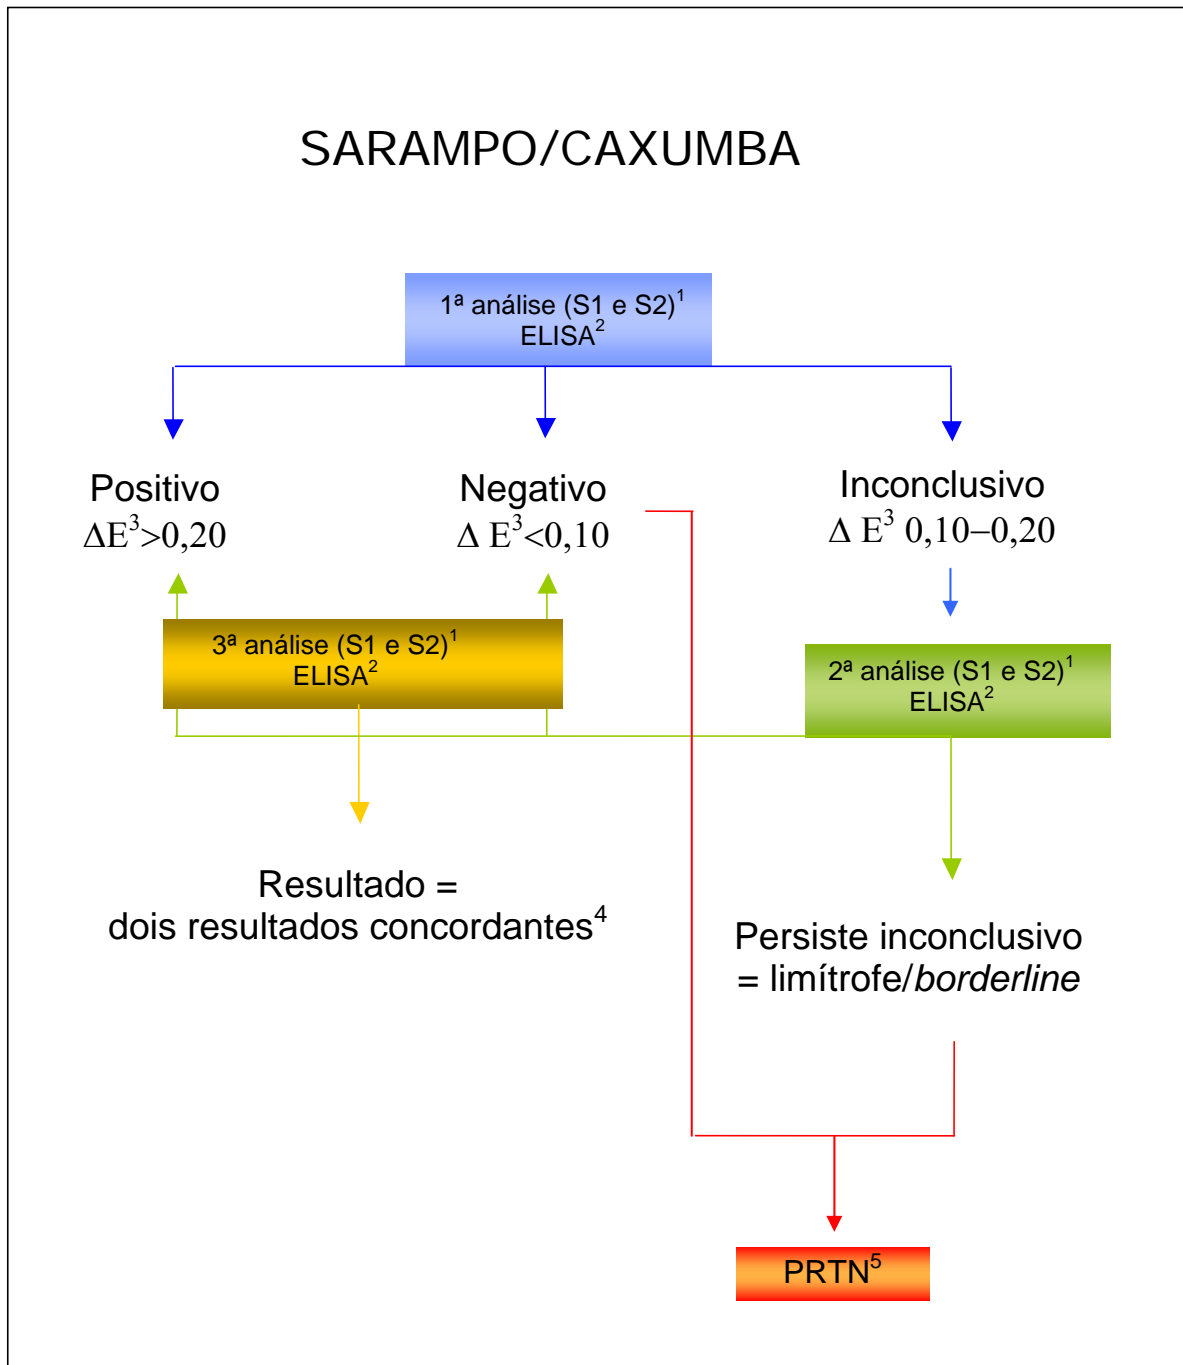 SARAMPO/CAXUMBA
1ª análise (S1 e S2)¹
ELISA²
Positivo
ΔE³>0,20
Negativo
Δ E³<0,10
Inconclusivo
Δ E³ 0,10–0,20
3ª análise (S1 e S2)¹
ELISA²
2ª análise (S1 e S2)¹
ELISA²
Resultado =
dois resultados concordantes⁴
Persiste inconclusivo
= limítrofe/borderline
PRTN⁵